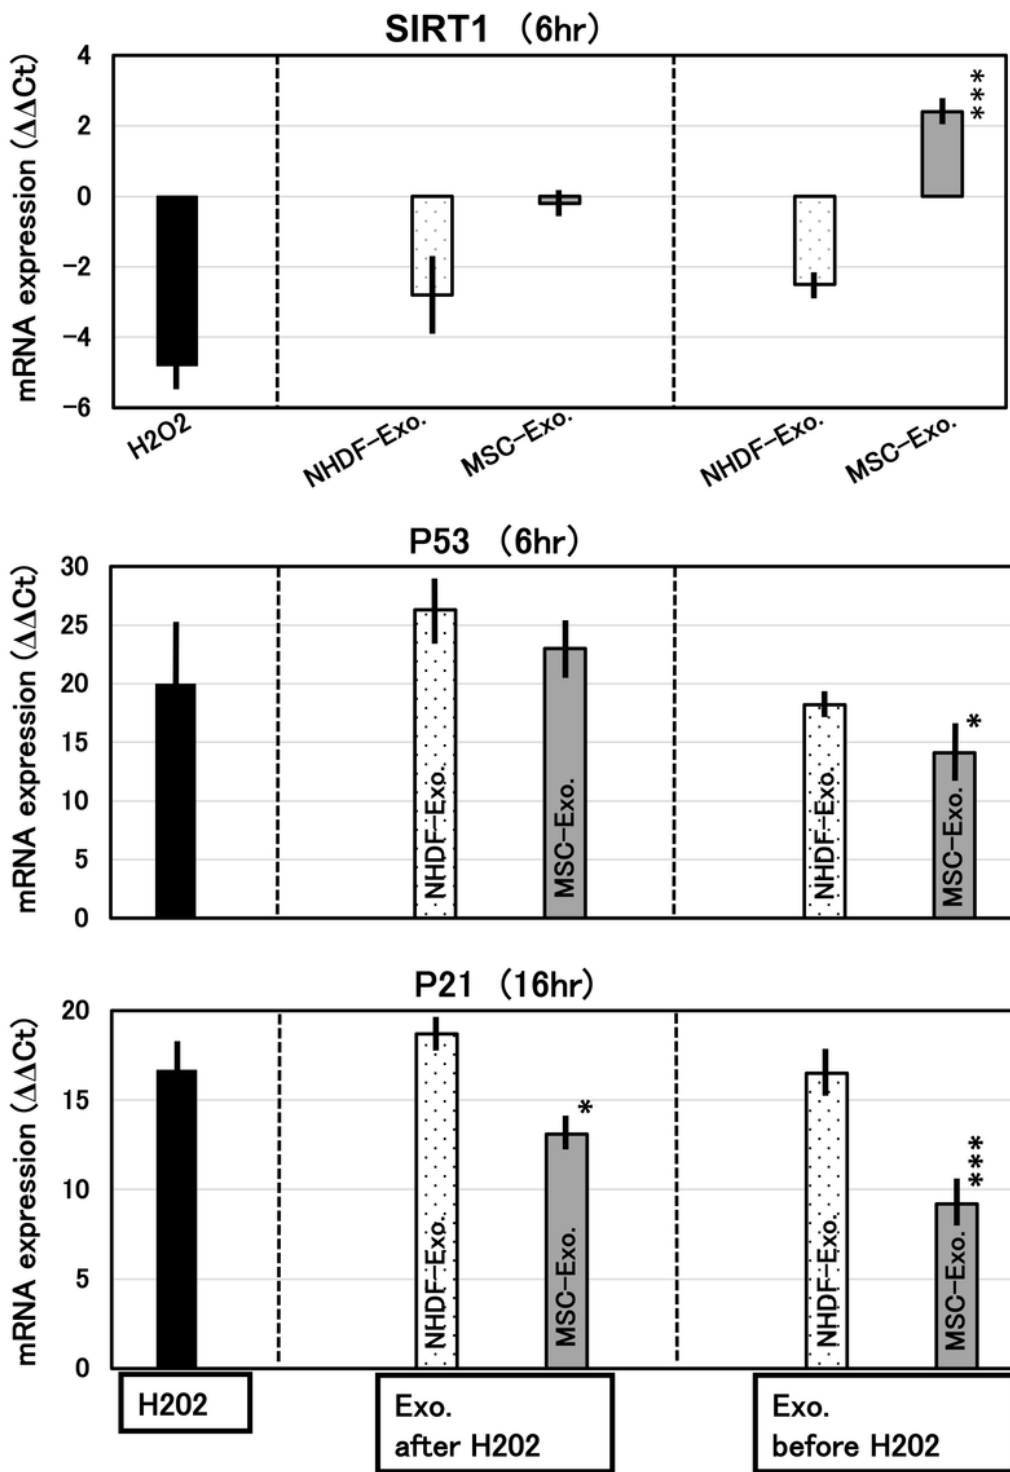 SIRT1 （6hr）
mRNA expression (ΔΔCt)
4
2
0
−2
−4
−6
***
H2O2
NHDF−Exo.
MSC−Exo.
NHDF−Exo.
MSC−Exo.
P53 （6hr）
mRNA expression (ΔΔCt)
30
25
20
15
10
5
0
NHDF−Exo.
MSC−Exo.
NHDF−Exo.
MSC−Exo.
*
P21 （16hr）
mRNA expression (ΔΔCt)
20
15
10
5
0
NHDF−Exo.
MSC−Exo.
*
NHDF−Exo.
MSC−Exo.
***
H202
Exo.
after H202
Exo.
before H202